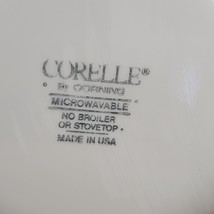 CORELLE®
• BY CORNING •
MICROWAVABLE
NO BROILER
OR STOVETOP •
MADE IN USA